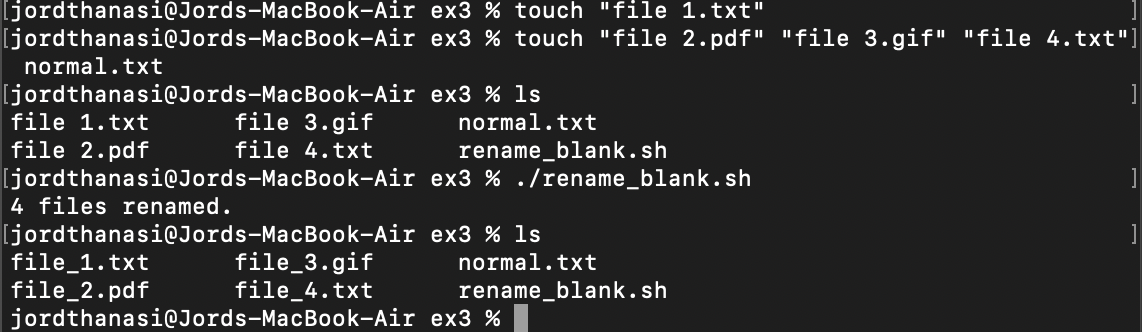 [jordthanasi@Jords-MacBook-Air ex3 % touch "file 1.txt" ]
[jordthanasi@Jords-MacBook-Air ex3 % touch "file 2.pdf" "file 3.gif" "file 4.txt"]
 normal.txt
[jordthanasi@Jords-MacBook-Air ex3 % ls ]
file 1.txt      file 3.gif      normal.txt
file 2.pdf      file 4.txt      rename_blank.sh
[jordthanasi@Jords-MacBook-Air ex3 % ./rename_blank.sh ]
4 files renamed.
[jordthanasi@Jords-MacBook-Air ex3 % ls ]
file_1.txt      file_3.gif      normal.txt
file_2.pdf      file_4.txt      rename_blank.sh
jordthanasi@Jords-MacBook-Air ex3 %